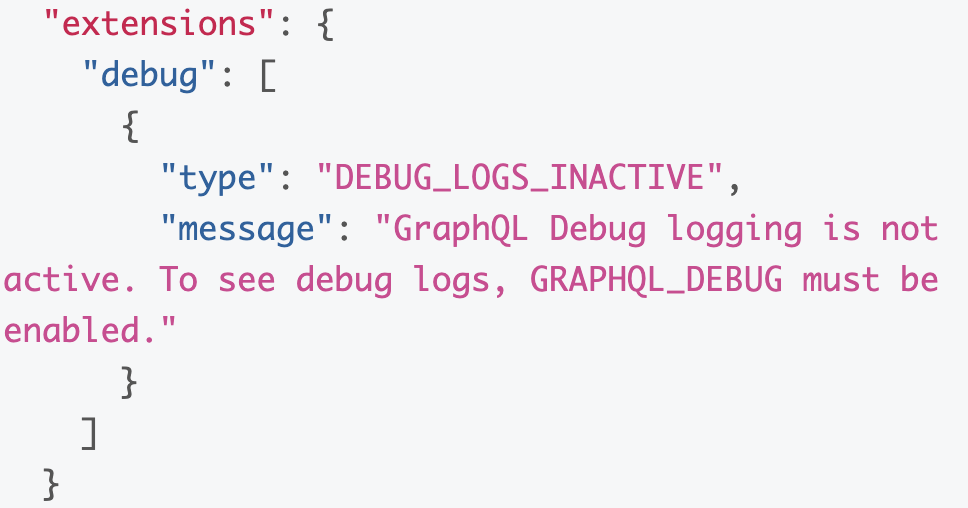 "extensions": {
"debug": [
{
"type": "DEBUG_LOGS_INACTIVE",
"message": "GraphQL Debug logging is not
active. To see debug logs, GRAPHQL_DEBUG must be
enabled."
}
]
}